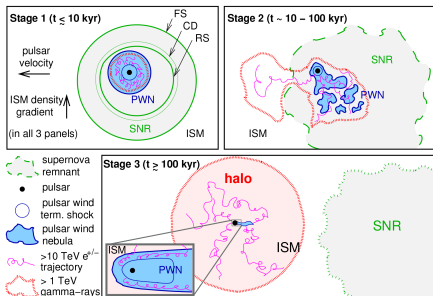 Stage 1 (t ≲ 10 kyr)
FS
CD
RS
pulsar
velocity
ISM density
gradient
(in all 3 panels)
PWN
SNR
ISM
Stage 2 (t ~ 10 − 100 kyr)
SNR
PWN
ISM
supernova
remnant
pulsar
pulsar wind
term. shock
pulsar wind
nebula
>10 TeV e+/−
trajectory
> 1 TeV
gamma-rays
Stage 3 (t ≳ 100 kyr)
halo
ISM
SNR
ISM
PWN